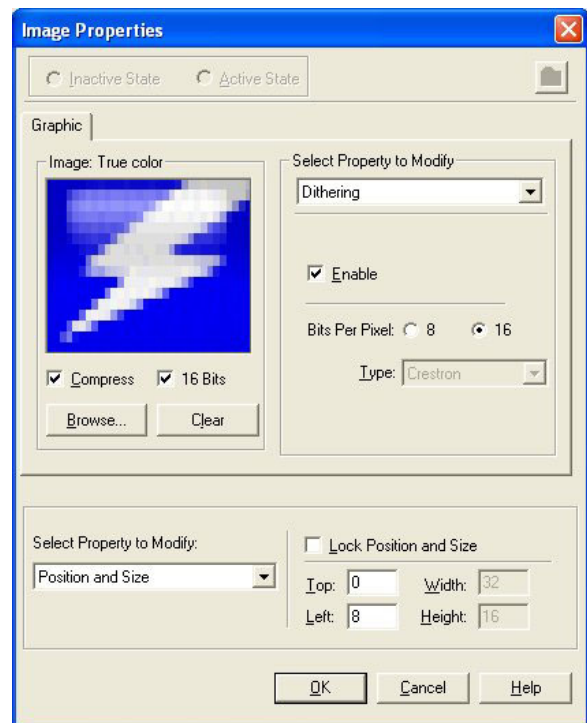 Image Properties
Inactive State Active State
Graphic
Image: True color
Select Property to Modify
Dithering
Enable
Bits Per Pixel: 8 16
Type: Crestron
Compress 16 Bits
Browse... Clear
Select Property to Modify:
Position and Size
Lock Position and Size
Top: 0 Width: 32
Left: 8 Height: 16
OK Cancel Help